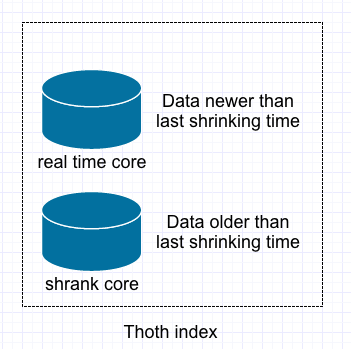 Data newer than
last shrinking time
real time core
Data older than
last shrinking time
shrank core
Thoth index